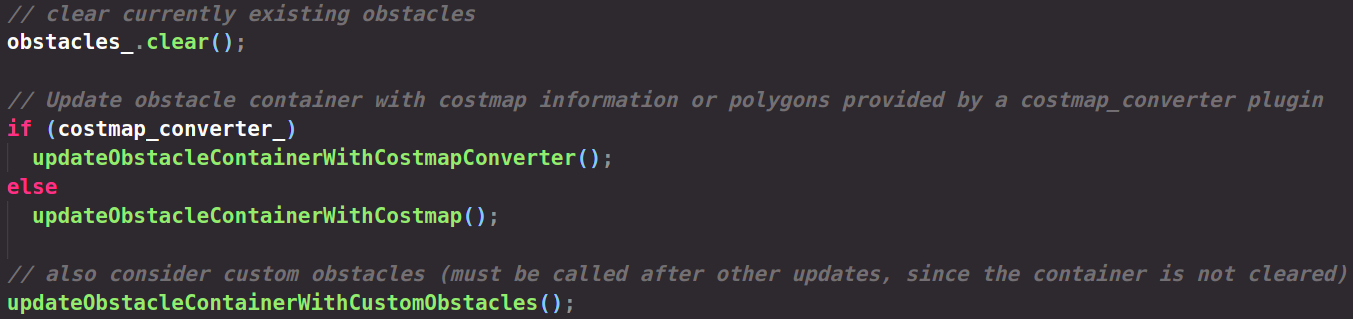 // clear currently existing obstacles
obstacles_.clear();
// Update obstacle container with costmap information or polygons provided by a costmap_converter plugin
if (costmap_converter_)
updateObstacleContainerWithCostmapConverter();
else
updateObstacleContainerWithCostmap();
// also consider custom obstacles (must be called after other updates, since the container is not cleared)
updateObstacleContainerWithCustomObstacles();